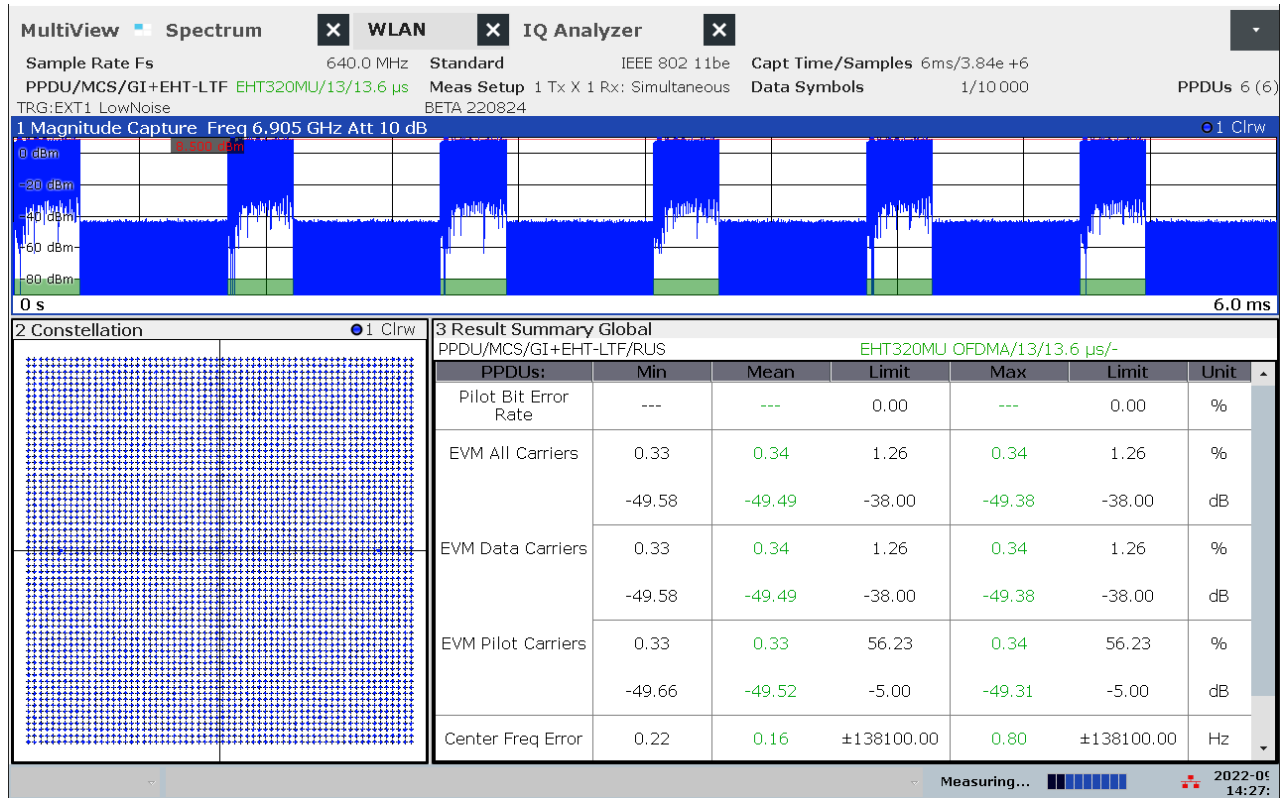 MultiView Spectrum WLAN IQ Analyzer
Sample Rate Fs 640.0 MHz Standard IEEE 802 11be Capt Time/Samples 6ms/3.84e +6
PPDU/MCS/GI+EHT-LTF EHT320MU/13/13.6 µs Meas Setup 1 Tx X 1 Rx: Simultaneous Data Symbols 1/10 000 PPDUs 6 (6)
TRG:EXT1 LowNoise BETA 220824
1 Magnitude Capture Freq 6.905 GHz Att 10 dB 1 Clrw
0 dBm 8.500 dBm
-20 dBm
-40 dBm
-60 dBm
-80 dBm
0 s 6.0 ms
2 Constellation 1 Clrw
3 Result Summary Global
PPDU/MCS/GI+EHT-LTF/RUS EHT320MU OFDMA/13/13.6 µs/-
PPDUs: Min Mean Limit Max Limit Unit
Pilot Bit Error
Rate --- --- 0.00 --- 0.00 %
EVM All Carriers 0.33 0.34 1.26 0.34 1.26 %
-49.58 -49.49 -38.00 -49.38 -38.00 dB
EVM Data Carriers 0.33 0.34 1.26 0.34 1.26 %
-49.58 -49.49 -38.00 -49.38 -38.00 dB
EVM Pilot Carriers 0.33 0.33 56.23 0.34 56.23 %
-49.66 -49.52 -5.00 -49.31 -5.00 dB
Center Freq Error 0.22 0.16 ±138100.00 0.80 ±138100.00 Hz
Measuring... 2022-09
14:27: